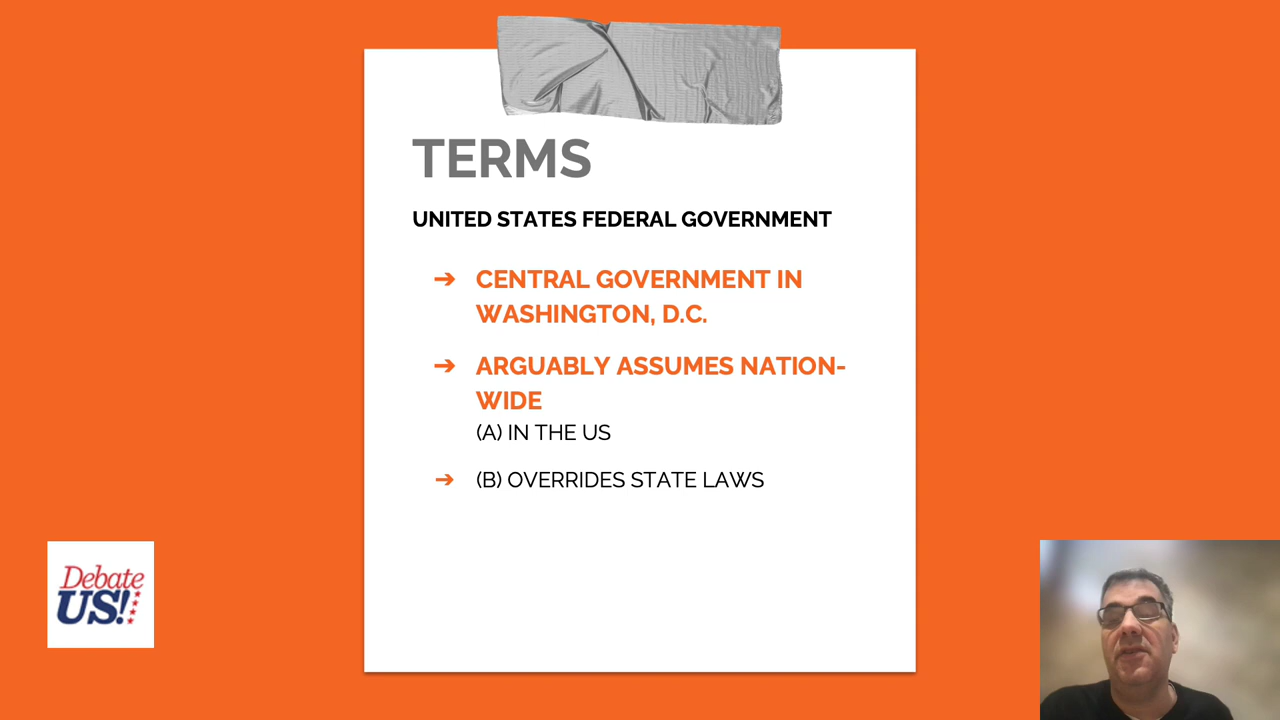 TERMS
UNITED STATES FEDERAL GOVERNMENT
➔ CENTRAL GOVERNMENT IN
WASHINGTON, D.C.
➔ ARGUABLY ASSUMES NATION-
WIDE
(A) IN THE US
➔ (B) OVERRIDES STATE LAWS
Debate
US!